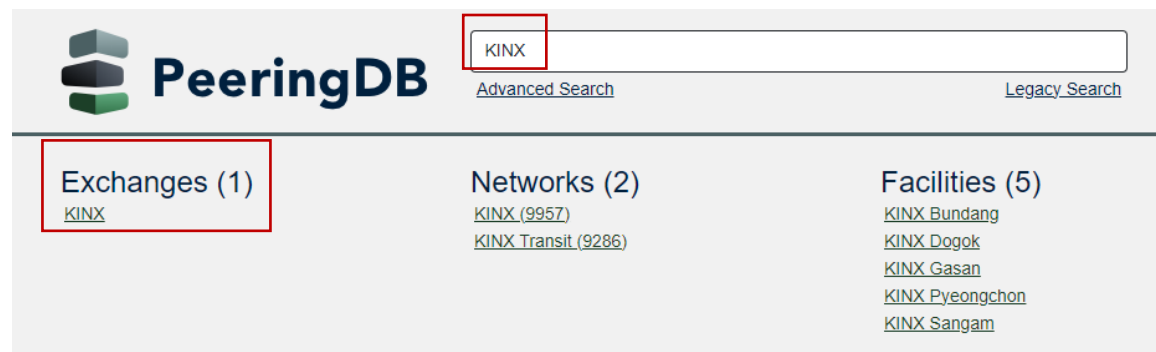 PeeringDB
KINX
Advanced Search
Legacy Search
Exchanges (1)
KINX
Networks (2)
KINX (9957)
KINX Transit (9286)
Facilities (5)
KINX Bundang
KINX Dogok
KINX Gasan
KINX Pyeongchon
KINX Sangam